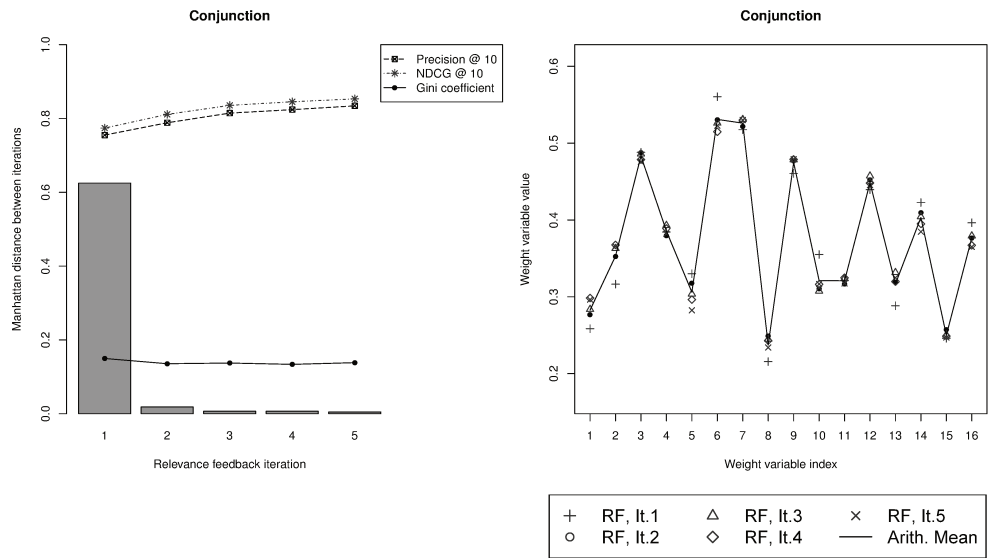 Conjunction
Precision @ 10
NDCG @ 10
Gini coefficient
Manhattan distance between iterations
0.0 0.2 0.4 0.6 0.8 1.0
1 2 3 4 5
Relevance feedback iteration
Conjunction
Weight variable value
0.2 0.3 0.4 0.5 0.6
1 2 3 4 5 6 7 8 9 10 11 12 13 14 15 16
Weight variable index
RF, It.1 RF, It.3 RF, It.5
RF, It.2 RF, It.4 Arith. Mean